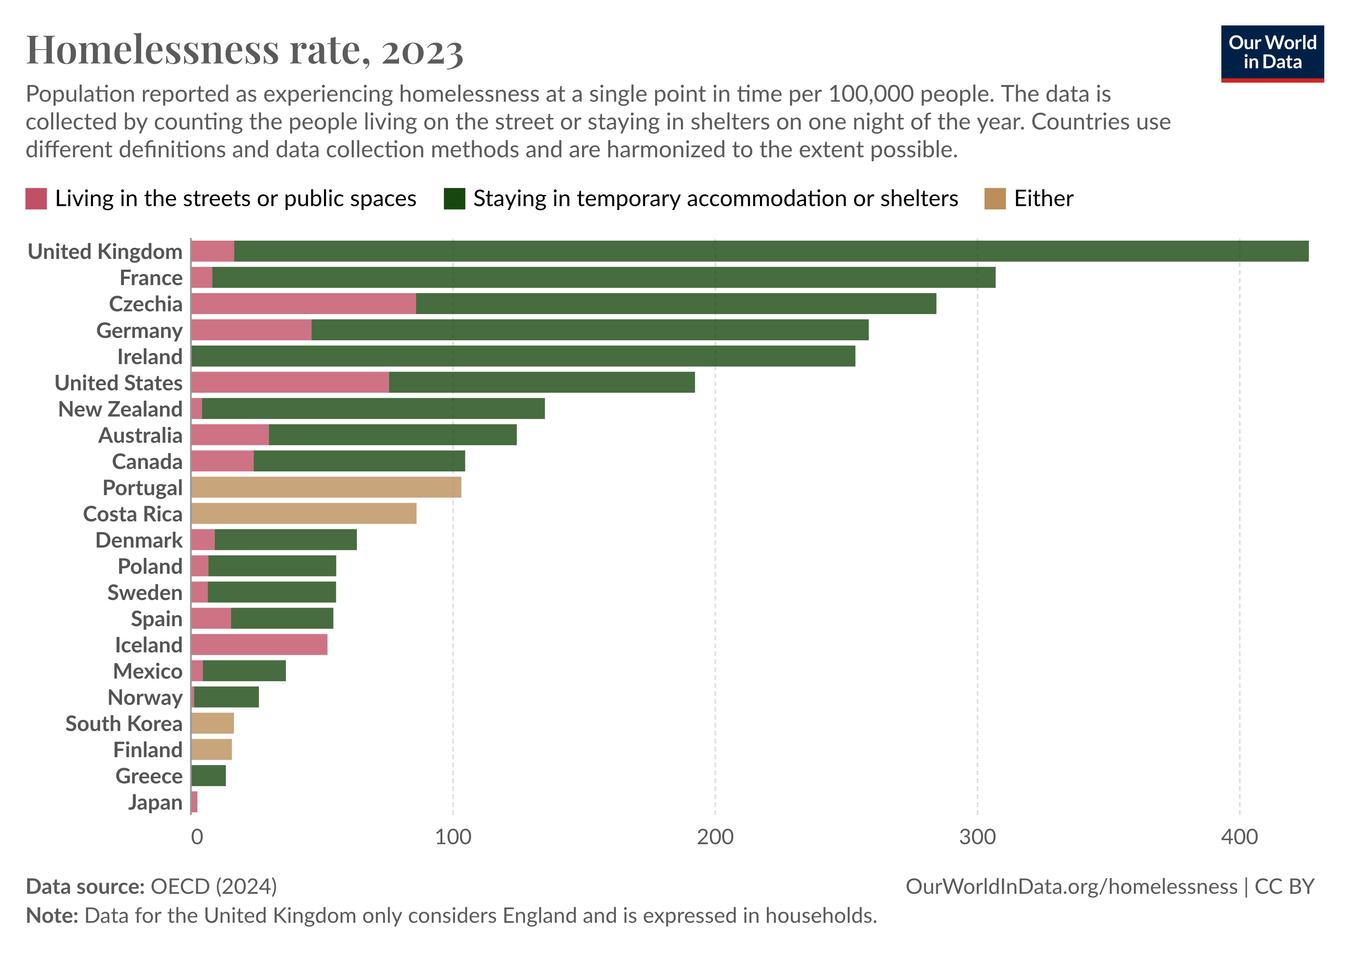 Homelessness rate, 2023
Our World
in Data
Population reported as experiencing homelessness at a single point in time per 100,000 people. The data is
collected by counting the people living on the street or staying in shelters on one night of the year. Countries use
different definitions and data collection methods and are harmonized to the extent possible.
Living in the streets or public spaces Staying in temporary accommodation or shelters Either
United Kingdom
France
Czechia
Germany
Ireland
United States
New Zealand
Australia
Canada
Portugal
Costa Rica
Denmark
Poland
Sweden
Spain
Iceland
Mexico
Norway
South Korea
Finland
Greece
Japan
0 100 200 300 400
Data source: OECD (2024) OurWorldInData.org/homelessness | CC BY
Note: Data for the United Kingdom only considers England and is expressed in households.